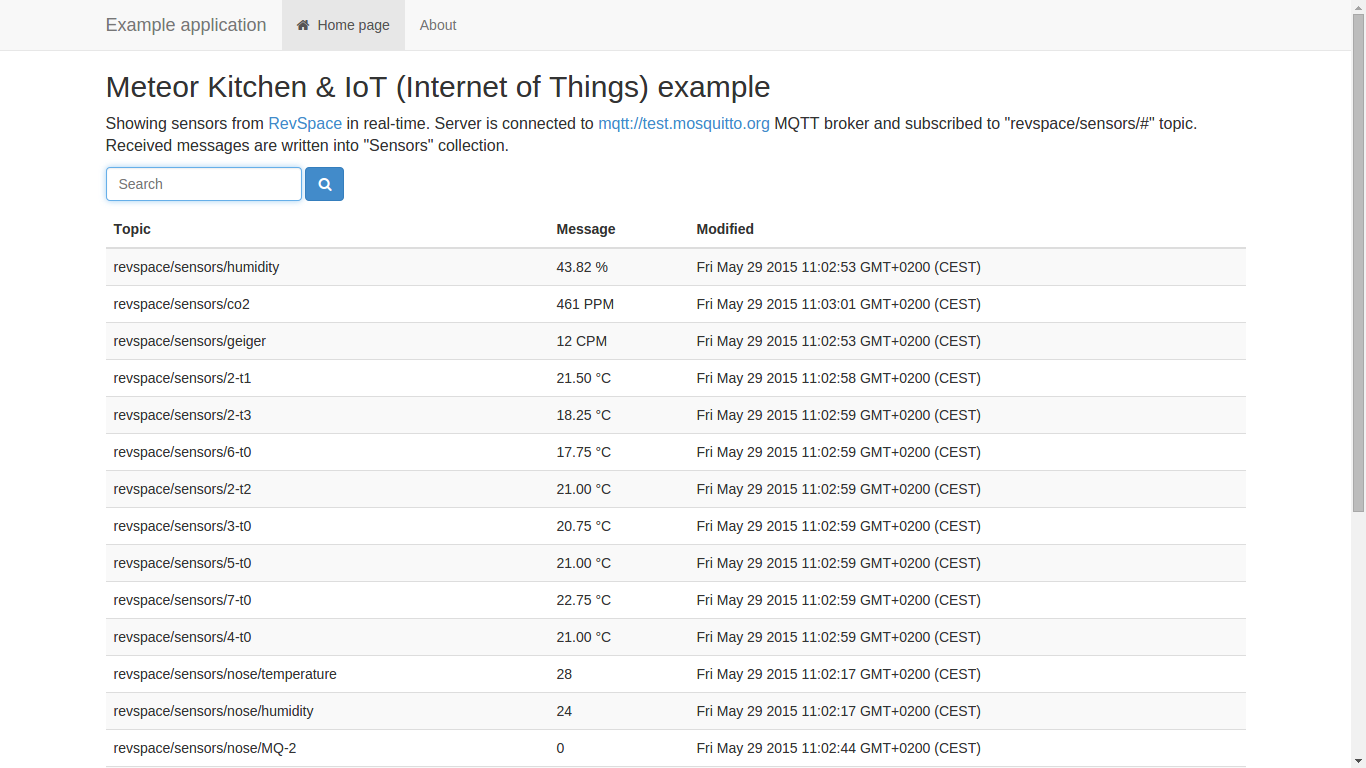 Example application Home page About
Meteor Kitchen & IoT (Internet of Things) example
Showing sensors from RevSpace in real-time. Server is connected to mqtt://test.mosquitto.org MQTT broker and subscribed to "revspace/sensors/#" topic.
Received messages are written into "Sensors" collection.
Search
Topic Message Modified
revspace/sensors/humidity 43.82 % Fri May 29 2015 11:02:53 GMT+0200 (CEST)
revspace/sensors/co2 461 PPM Fri May 29 2015 11:03:01 GMT+0200 (CEST)
revspace/sensors/geiger 12 CPM Fri May 29 2015 11:02:53 GMT+0200 (CEST)
revspace/sensors/2-t1 21.50 °C Fri May 29 2015 11:02:58 GMT+0200 (CEST)
revspace/sensors/2-t3 18.25 °C Fri May 29 2015 11:02:59 GMT+0200 (CEST)
revspace/sensors/6-t0 17.75 °C Fri May 29 2015 11:02:59 GMT+0200 (CEST)
revspace/sensors/2-t2 21.00 °C Fri May 29 2015 11:02:59 GMT+0200 (CEST)
revspace/sensors/3-t0 20.75 °C Fri May 29 2015 11:02:59 GMT+0200 (CEST)
revspace/sensors/5-t0 21.00 °C Fri May 29 2015 11:02:59 GMT+0200 (CEST)
revspace/sensors/7-t0 22.75 °C Fri May 29 2015 11:02:59 GMT+0200 (CEST)
revspace/sensors/4-t0 21.00 °C Fri May 29 2015 11:02:59 GMT+0200 (CEST)
revspace/sensors/nose/temperature 28 Fri May 29 2015 11:02:17 GMT+0200 (CEST)
revspace/sensors/nose/humidity 24 Fri May 29 2015 11:02:17 GMT+0200 (CEST)
revspace/sensors/nose/MQ-2 0 Fri May 29 2015 11:02:44 GMT+0200 (CEST)